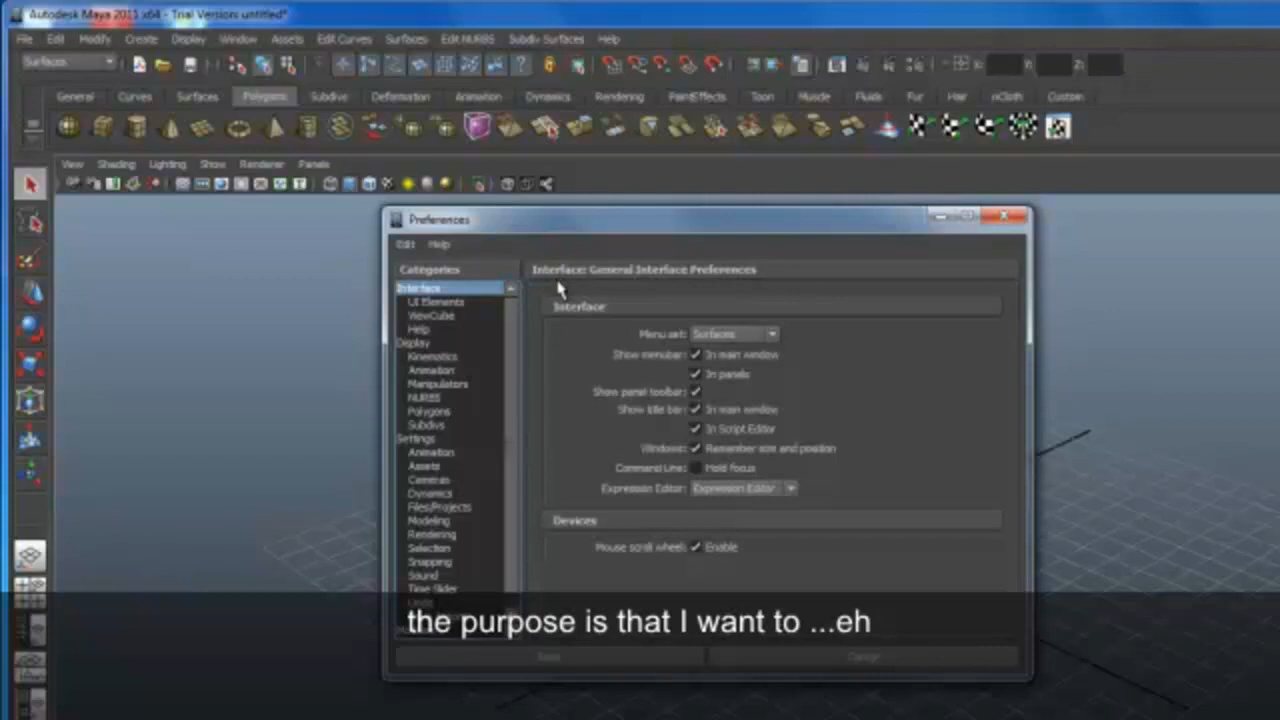 Autodesk Maya 2011 x64 - Trial Version: untitled*
File Edit Modify Create Display Window Assets Edit Curves Surfaces Edit NURBS Subdiv Surfaces Help
Surfaces
General Curves Surfaces Polygons Subdivs Deformation Animation Dynamics Rendering PaintEffects Toon Muscle Fluids Fur Hair nCloth Custom
View Shading Lighting Show Renderer Panels
Preferences
Edit Help
Categories
Interface
UI Elements
ViewCube
Help
Display
Kinematics
Animation
Manipulators
NURBS
Polygons
Subdivs
Settings
Animation
Assets
Cameras
Dynamics
Files/Projects
Modeling
Rendering
Selection
Snapping
Sound
Time Slider
Interface: General Interface Preferences
Interface
Menu set: Surfaces
Show menubar: In main window
In panels
Show panel toolbar:
Show title bar: In main window
In Script Editor
Windows: Remember size and position
Command Line: Hold focus
Expression Editor: Expression Editor
Devices
Mouse scroll wheel: Enable
the purpose is that I want to ...eh